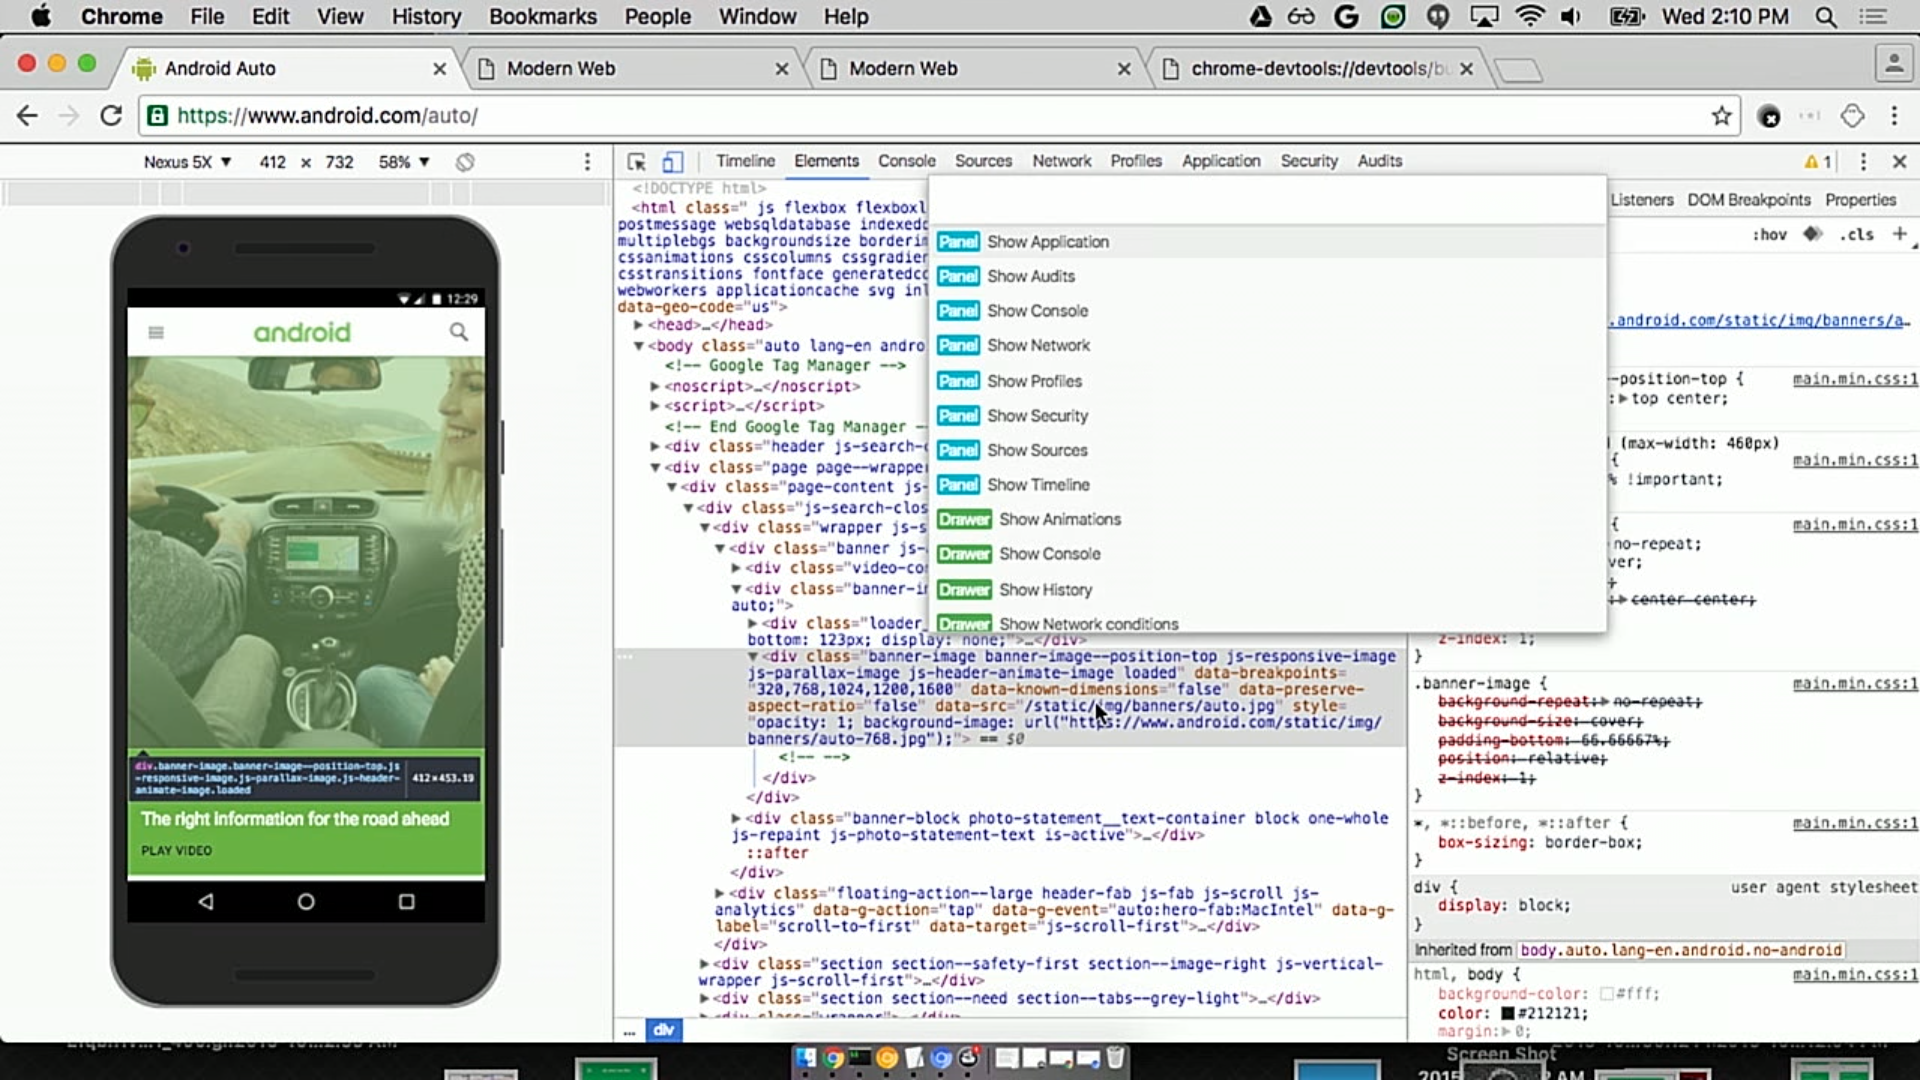 Chrome File Edit View History Bookmarks People Window Help Wed 2:10 PM
Android Auto
Modern Web
Modern Web
chrome-devtools://devtools/bu
https://www.android.com/auto/
Nexus 5X ▼ 412 × 732 58% ▼
Timeline Elements Console Sources Network Profiles Application Security Audits 1
12:29
android
div.banner-image.banner-image--position-top.js
-responsive-image.js-parallax-image.js-header-
animate-image.loaded
412×453.19
The right information for the road ahead
PLAY VIDEO
<!DOCTYPE html>
<html class=" js flexbox flexboxl
postmessage websqldatabase indexedd
multiplebgs backgroundsize borderim
cssanimations csscolumns cssgradien
csstransitions fontface generatedco
webworkers applicationcache svg inl
data-geo-code="us">
▶<head>…</head>
▼<body class="auto lang-en andro
<!-- Google Tag Manager -->
▶<noscript>…</noscript>
▶<script>…</script>
<!-- End Google Tag Manager --
▶<div class="header js-search-c
▼<div class="page page--wrapper
▼<div class="page-content js-
▼<div class="js-search-clos
▼<div class="wrapper js-s
▼<div class="banner js-
▶<div class="video-co
▼<div class="banner-i
auto;">
▶<div class="loader_
bottom: 123px; display: none;">…</div>
▼<div class="banner-image banner-image--position-top js-responsive-image
js-parallax-image js-header-animate-image loaded" data-breakpoints=
"320,768,1024,1200,1600" data-known-dimensions="false" data-preserve-
aspect-ratio="false" data-src="/static/img/banners/auto.jpg" style=
"opacity: 1; background-image: url("https://www.android.com/static/img/
banners/auto-768.jpg");"> == $0
<!-- -->
</div>
</div>
▶<div class="banner-block photo-statement__text-container block one-whole
js-repaint js-photo-statement-text is-active">…</div>
::after
</div>
▶<div class="floating-action--large header-fab js-fab js-scroll js-
analytics" data-g-action="tap" data-g-event="auto:hero-fab:MacIntel" data-g-
label="scroll-to-first" data-target="js-scroll-first">…</div>
</div>
▶<div class="section section--safety-first section--image-right js-vertical-
wrapper js-scroll-first">…</div>
▶<div class="section section--need section--tabs--grey-light">…</div>
... div
Panel Show Application
Panel Show Audits
Panel Show Console
Panel Show Network
Panel Show Profiles
Panel Show Security
Panel Show Sources
Panel Show Timeline
Drawer Show Animations
Drawer Show Console
Drawer Show History
Drawer Show Network conditions
Listeners DOM Breakpoints Properties
:hov .cls +
.android.com/static/img/banners/a…
--position-top { main.min.css:1
:▶top center;
(max-width: 460px)
{ main.min.css:1
% !important;
{ main.min.css:1
no-repeat;
ver;
▶center center;
z-index: 1;
}
.banner-image { main.min.css:1
background-repeat:▶ no-repeat;
background-size: cover;
padding-bottom: 66.66667%;
position: relative;
z-index: 1;
}
*, *::before, *::after { main.min.css:1
box-sizing: border-box;
}
div { user agent stylesheet
display: block;
}
Inherited from body.auto.lang-en.android.no-android
html, body { main.min.css:1
background-color: #fff;
color: #212121;
margin:▶0;
Screen Shot